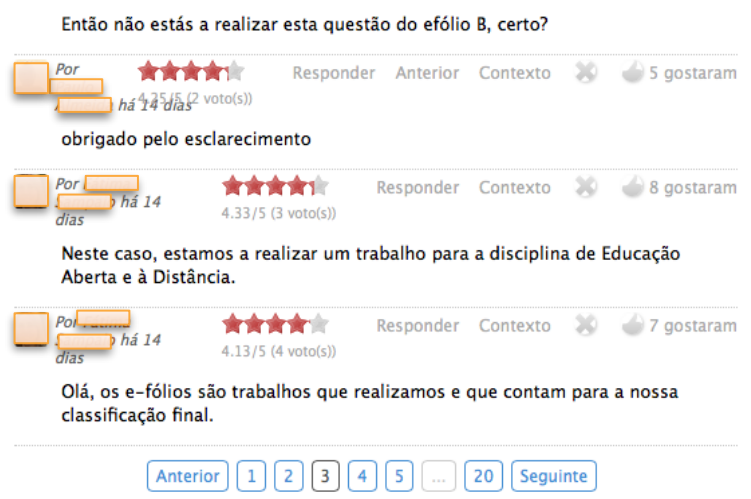 Então não estás a realizar esta questão do efólio B, certo?
Por
há 14 dias
4.25/5 (2 voto(s))
Responder Anterior Contexto 5 gostaram
obrigado pelo esclarecimento
Por
há 14
dias
4.33/5 (3 voto(s))
Responder Contexto 8 gostaram
Neste caso, estamos a realizar um trabalho para a disciplina de Educação
Aberta e à Distância.
Por
há 14
dias
4.13/5 (4 voto(s))
Responder Contexto 7 gostaram
Olá, os e-fólios são trabalhos que realizamos e que contam para a nossa
classificação final.
Anterior 1 2 3 4 5 ... 20 Seguinte